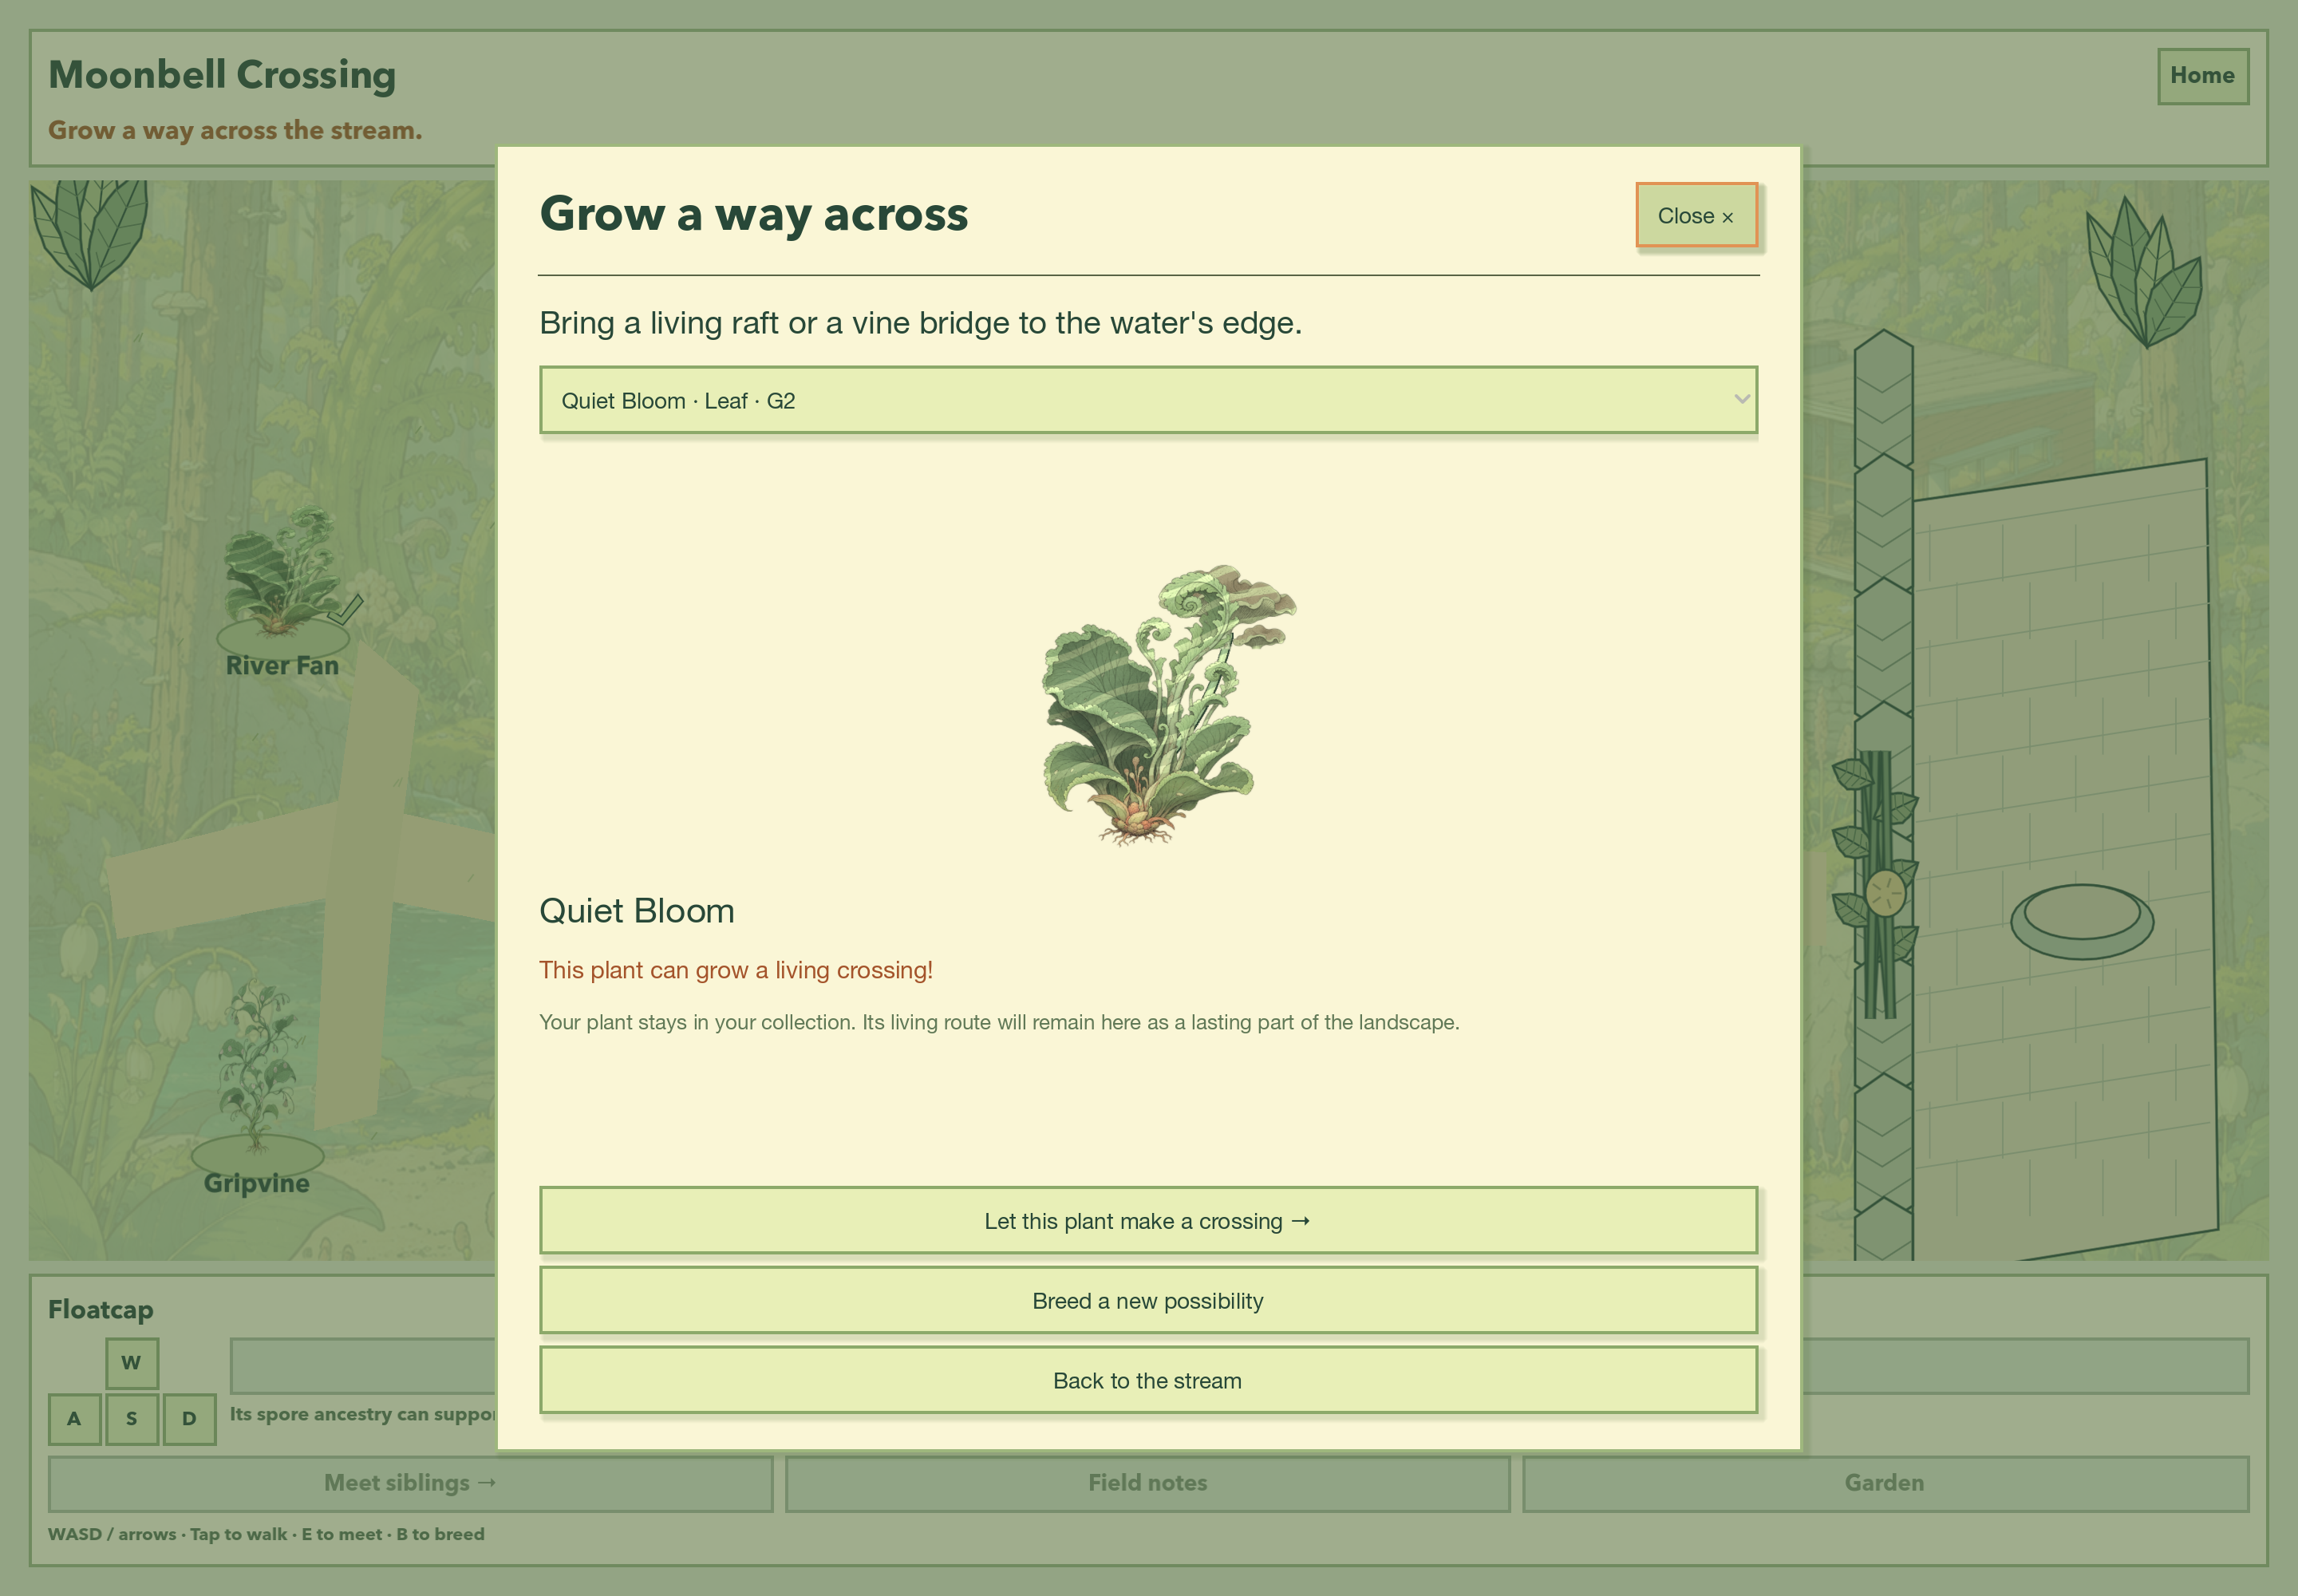 Moonbell Crossing
Home
Grow a way across the stream.
Grow a way across
Close ×
Bring a living raft or a vine bridge to the water's edge.
Quiet Bloom · Leaf · G2
River Fan
Quiet Bloom
This plant can grow a living crossing!
Your plant stays in your collection. Its living route will remain here as a lasting part of the landscape.
Gripvine
Let this plant make a crossing →
Breed a new possibility
Back to the stream
Floatcap
W
A
S
D
Its spore ancestry can
Meet siblings →
Field notes
Garden
WASD / arrows · Tap to walk · E to meet · B to breed